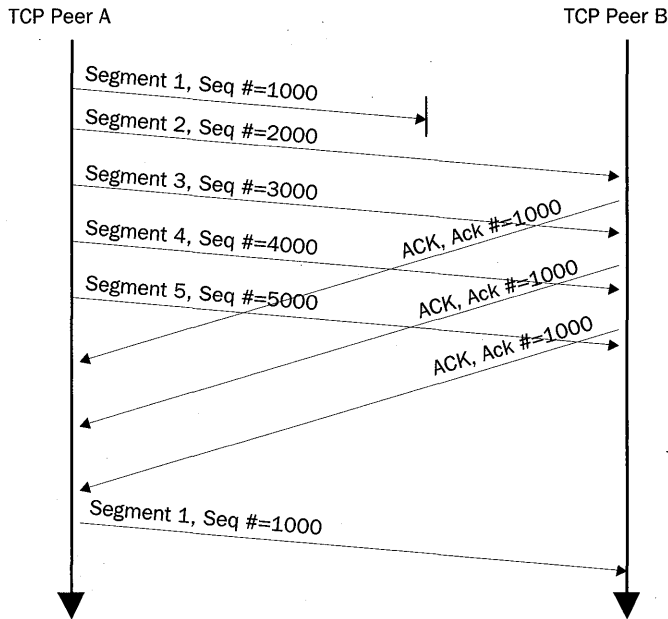 TCP Peer A
TCP Peer B
Segment 1, Seq #=1000
Segment 2, Seq #=2000
Segment 3, Seq #=3000
ACK, Ack #=1000
Segment 4, Seq #=4000
ACK, Ack #=1000
Segment 5, Seq #=5000
ACK, Ack #=1000
Segment 1, Seq #=1000